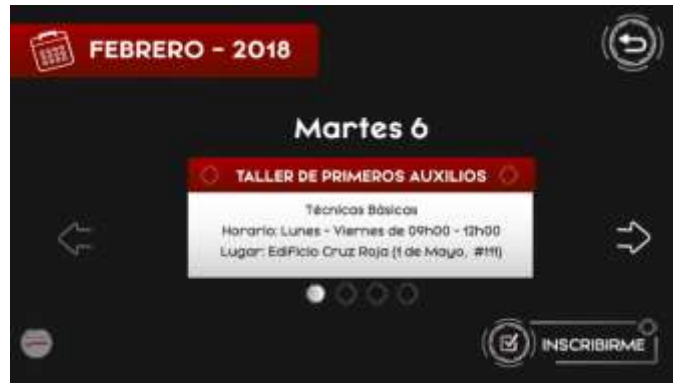 FEBRERO - 2018
Martes 6
TALLER DE PRIMEROS AUXILIOS
Técnicas Básicas
Horario: Lunes - Viernes de 09h00 - 12h00
Lugar: Edificio Cruz Roja (1 de Mayo, #111)
INSCRIBIRME